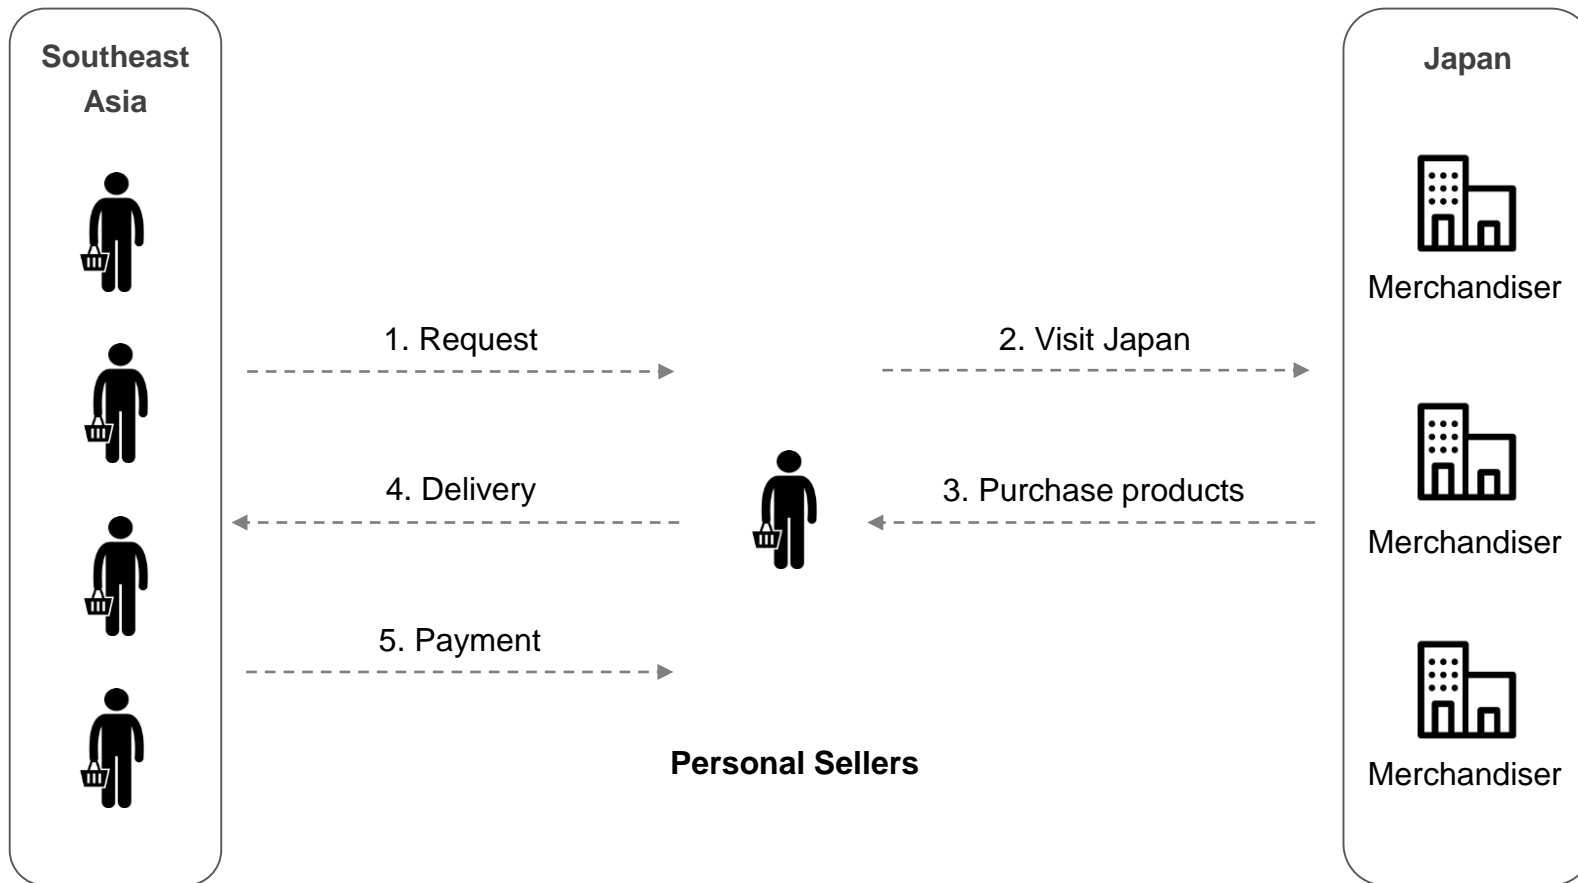 Southeast
Asia
Japan
Merchandiser
1. Request
2. Visit Japan
4. Delivery
3. Purchase products
Merchandiser
5. Payment
Personal Sellers
Merchandiser